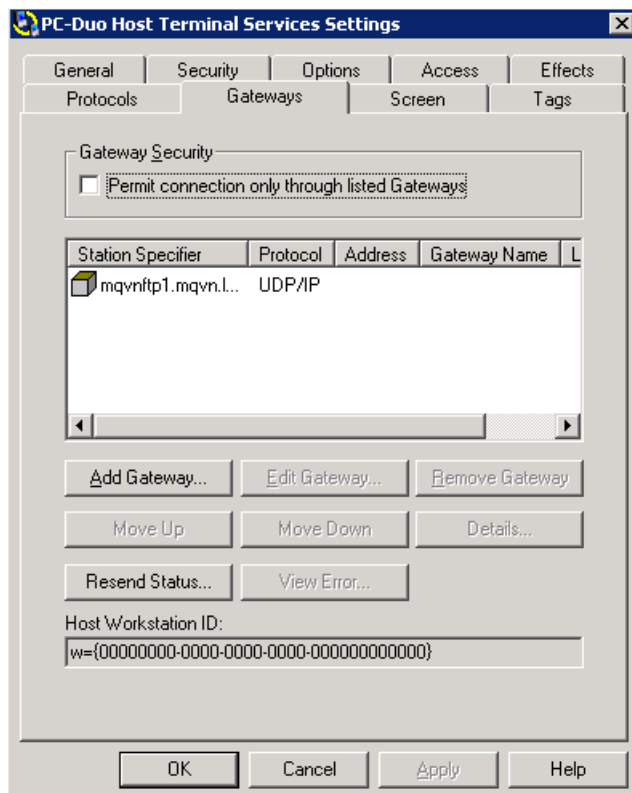 PC-Duo Host Terminal Services Settings
General Security Options Access Effects
Protocols Gateways Screen Tags
Gateway Security
Permit connection only through listed Gateways
Station Specifier Protocol Address Gateway Name L
mqvnftp1.mqvn.l... UDP/IP
Add Gateway... Edit Gateway... Remove Gateway
Move Up Move Down Details...
Resend Status... View Error...
Host Workstation ID:
w={00000000-0000-0000-0000-000000000000}
OK Cancel Apply Help